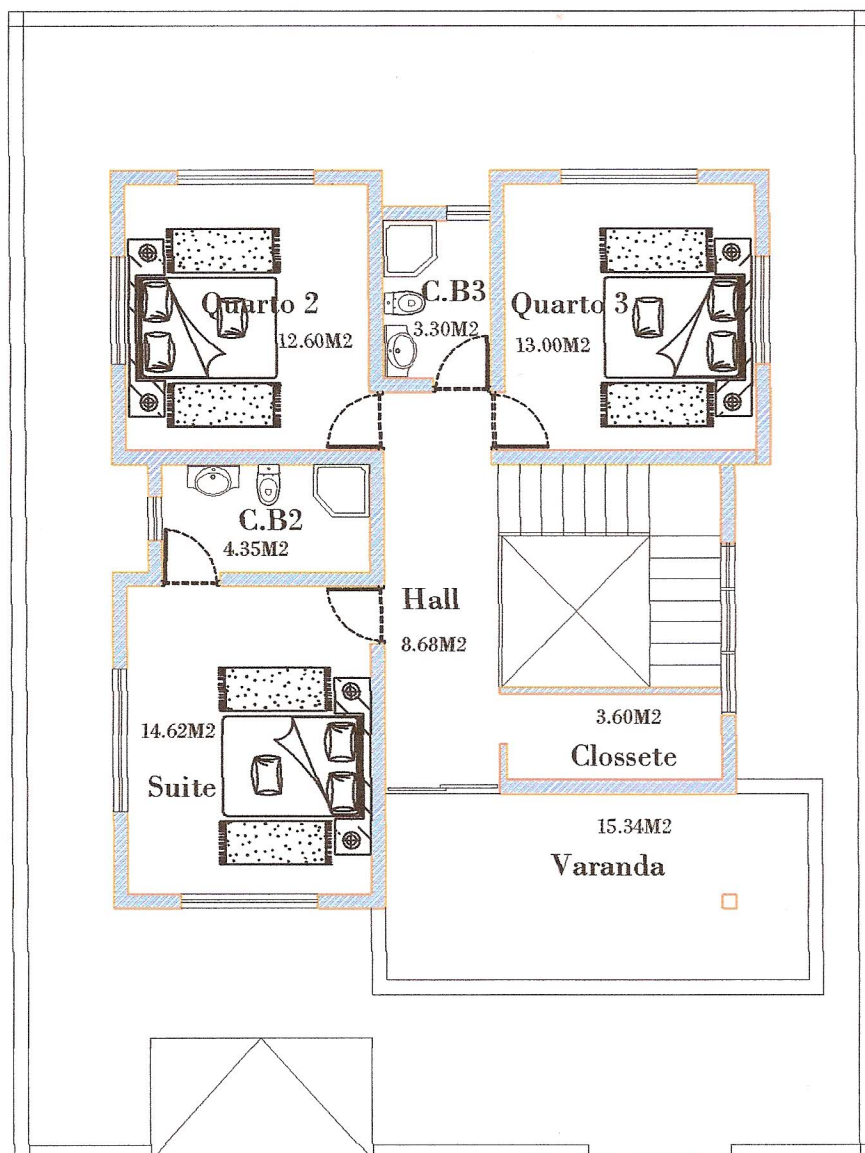 Quarto 2
12.60M2
C.B3
3.30M2
Quarto 3
13.00M2
C.B2
4.35M2
Hall
8.68M2
14.62M2
Suite
3.60M2
Clossete
15.34M2
Varanda